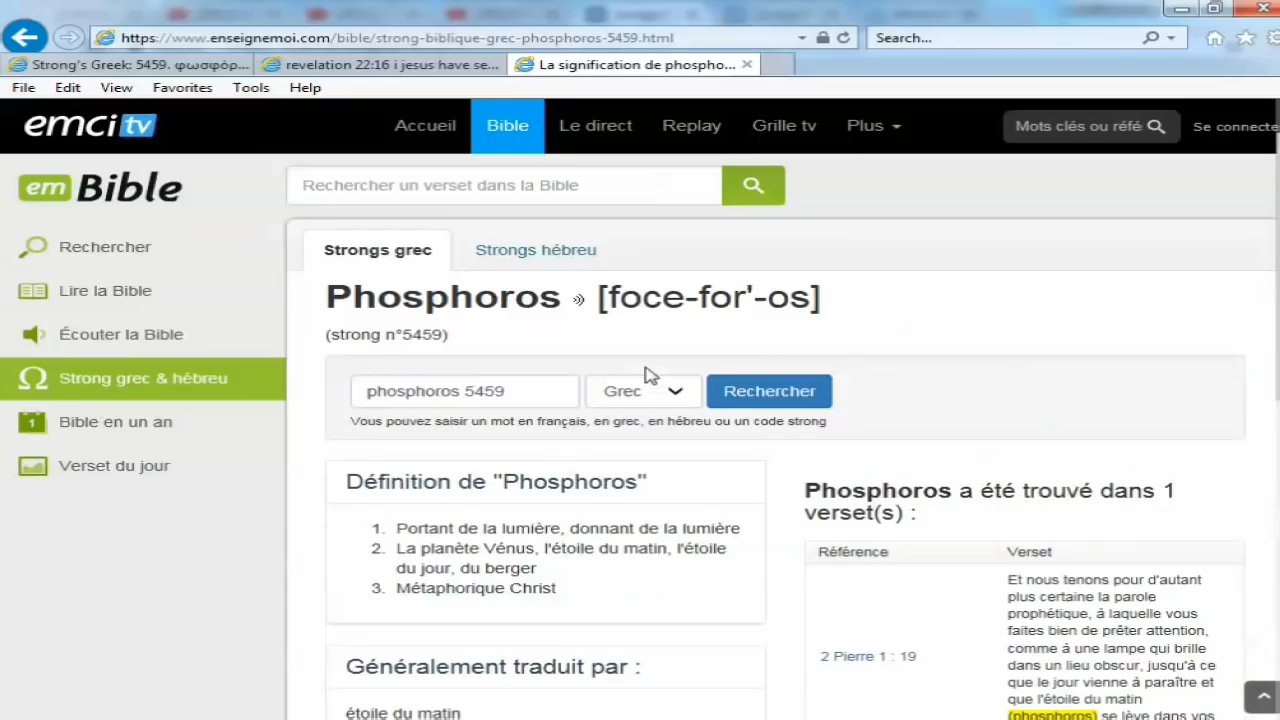 https://www.enseignemoi.com/bible/strong-biblique-grec-phosphoros-5459.html
Search...
Strong's Greek: 5459. φωσφόρ...
revelation 22:16 i jesus have se...
La signification de phospho...
File Edit View Favorites Tools Help
emci tv
Accueil Bible Le direct Replay Grille tv Plus
Mots clés ou réfé
Se connecte
em Bible
Rechercher un verset dans la Bible
Rechercher
Lire la Bible
Écouter la Bible
Strong grec & hébreu
1 Bible en un an
Verset du jour
Strongs grec Strongs hébreu
Phosphoros [foce-for'-os]
(strong n°5459)
phosphoros 5459 Grec Rechercher
Vous pouvez saisir un mot en français, en grec, en hébreu ou un code strong
Définition de "Phosphoros"
1. Portant de la lumière, donnant de la lumière
2. La planète Vénus, l'étoile du matin, l'étoile
du jour, du berger
3. Métaphorique Christ
Généralement traduit par :
étoile du matin
Phosphoros a été trouvé dans 1
verset(s) :
Référence Verset
2 Pierre 1 : 19
Et nous tenons pour d'autant
plus certaine la parole
prophétique, à laquelle vous
faites bien de prêter attention,
comme à une lampe qui brille
dans un lieu obscur, jusqu'à ce
que le jour vienne à paraître et
que l'étoile du matin
(phosphoros) se lève dans vos